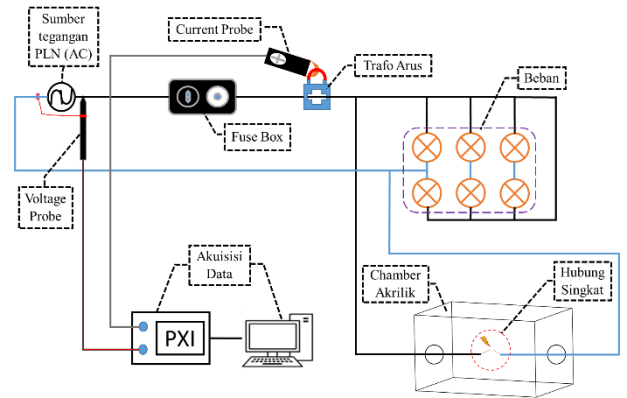 Sumber
tegangan
PLN (AC)
Current Probe
Trafo Arus
Beban
Fuse Box
Voltage
Probe
Akuisisi
Data
Chamber
Akrilik
Hubung
Singkat
PXI